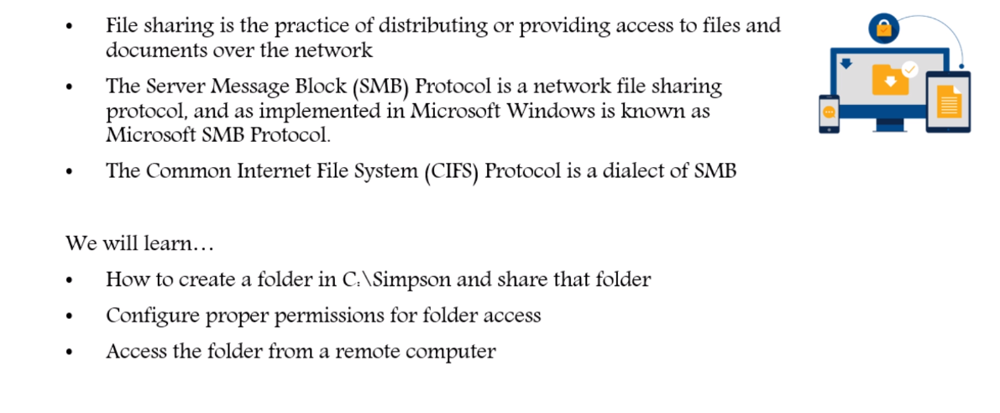 • File sharing is the practice of distributing or providing access to files and
documents over the network
• The Server Message Block (SMB) Protocol is a network file sharing
protocol, and as implemented in Microsoft Windows is known as
Microsoft SMB Protocol.
• The Common Internet File System (CIFS) Protocol is a dialect of SMB
We will learn…
• How to create a folder in C:\Simpson and share that folder
• Configure proper permissions for folder access
• Access the folder from a remote computer